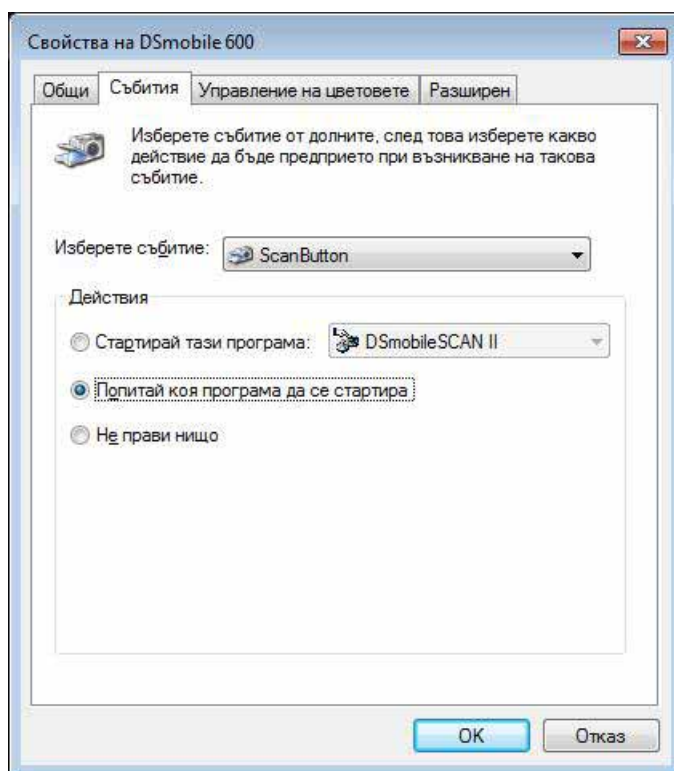 Свойства на DSmobile 600
Общи Събития Управление на цветовете Разширен
Изберете събитие от долните, след това изберете какво
действие да бъде предприето при възникване на такова
събитие.
Изберете събитие: ScanButton
Действия
Стартирай тази програма: DSmobileSCAN II
Попитай коя програма да се стартира
Не прави нищо
OK Отказ